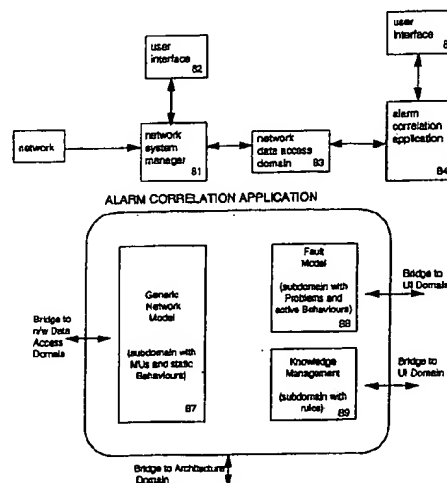 user
interface
82
user
interface
network
network
system
manager
81
network
data access
domain
83
alarm
correlation
application
84
ALARM CORRELATION APPLICATION
Generic
Network
Model
(subdomain with
MUs and static
Behaviours)
87
Fault
Model
(subdomain with
Problems and
active Behaviours)
88
Knowledge
Management
(subdomain with
rules)
89
Bridge to
n/w Data
Access
Domain
Bridge to
UI Domain
Bridge to
UI Domain
Bridge to Architecture
Domain